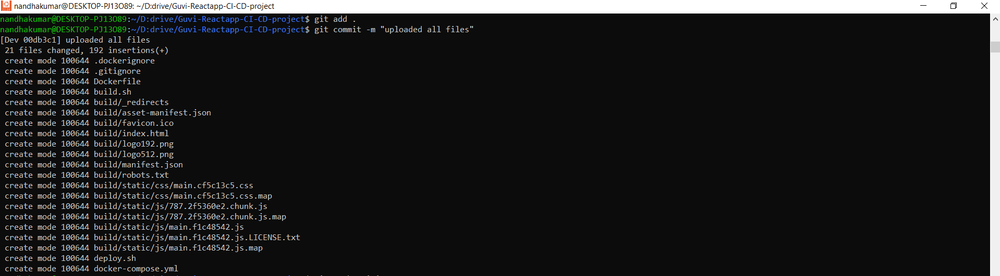 nandhakumar@DESKTOP-PJ13O89: ~/D:drive/Guvi-Reactapp-CI-CD-project
nandhakumar@DESKTOP-PJ13O89:~/D:drive/Guvi-Reactapp-CI-CD-project$ git add .
nandhakumar@DESKTOP-PJ13O89:~/D:drive/Guvi-Reactapp-CI-CD-project$ git commit -m "uploaded all files"
[Dev 00db3c1] uploaded all files
 21 files changed, 192 insertions(+)
 create mode 100644 .dockerignore
 create mode 100644 .gitignore
 create mode 100644 Dockerfile
 create mode 100644 build.sh
 create mode 100644 build/_redirects
 create mode 100644 build/asset-manifest.json
 create mode 100644 build/favicon.ico
 create mode 100644 build/index.html
 create mode 100644 build/logo192.png
 create mode 100644 build/logo512.png
 create mode 100644 build/manifest.json
 create mode 100644 build/robots.txt
 create mode 100644 build/static/css/main.cf5c13c5.css
 create mode 100644 build/static/css/main.cf5c13c5.css.map
 create mode 100644 build/static/js/787.2f5360e2.chunk.js
 create mode 100644 build/static/js/787.2f5360e2.chunk.js.map
 create mode 100644 build/static/js/main.f1c48542.js
 create mode 100644 build/static/js/main.f1c48542.js.LICENSE.txt
 create mode 100644 build/static/js/main.f1c48542.js.map
 create mode 100644 deploy.sh
 create mode 100644 docker-compose.yml